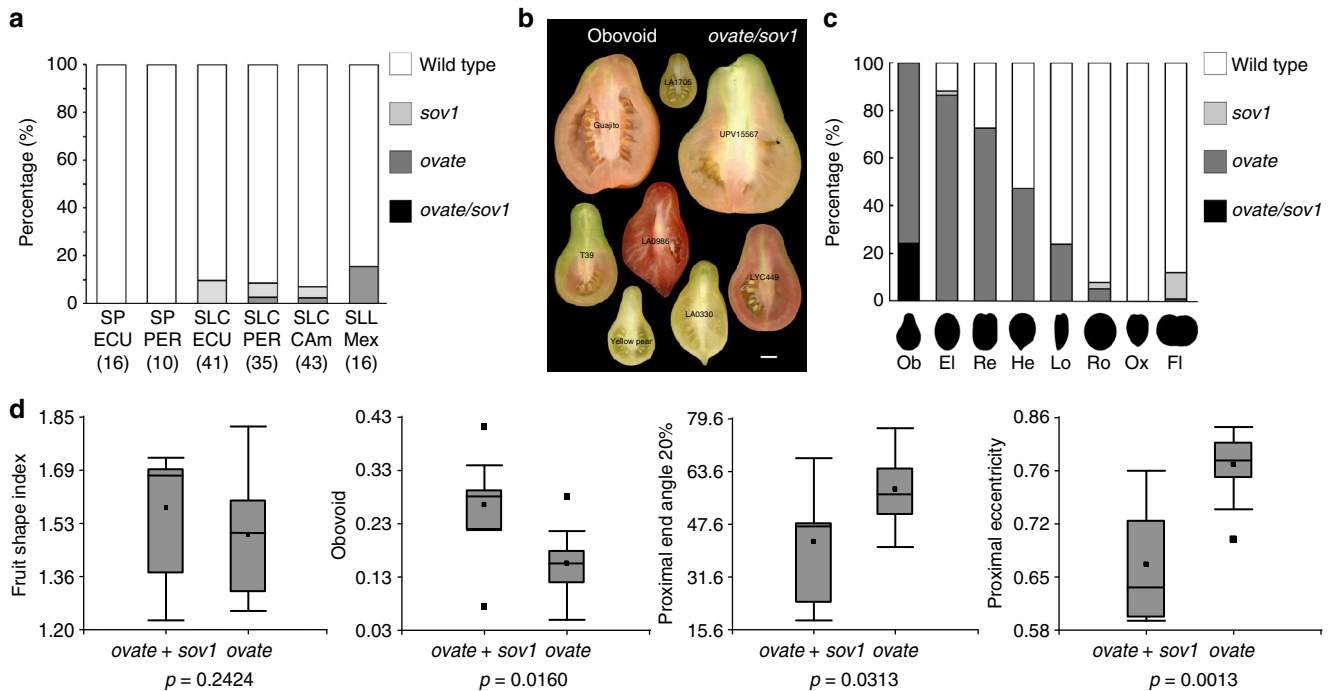 a
Percentage (%)
100
80
60
40
20
0
SP ECU (16)
SP PER (10)
SLC ECU (41)
SLC PER (35)
SLC CAm (43)
SLL Mex (16)
Wild type
sov1
ovate
ovate/sov1
b
Obovoid
ovate/sov1
LA1705
Guajito
UPV15567
T39
LA0986
LYC449
LA0330
Yellow pear
c
Percentage (%)
100
80
60
40
20
0
Ob El Re He Lo Ro Ox Fl
Wild type
sov1
ovate
ovate/sov1
d
Fruit shape index
1.85
1.69
1.53
1.36
1.20
ovate + sov1 ovate
p = 0.2424
Obovoid
0.43
0.33
0.23
0.13
0.03
ovate + sov1 ovate
p = 0.0160
Proximal end angle 20%
79.6
63.6
47.6
31.6
15.6
ovate + sov1 ovate
p = 0.0313
Proximal eccentricity
0.86
0.76
0.72
0.65
0.58
ovate + sov1 ovate
p = 0.0013